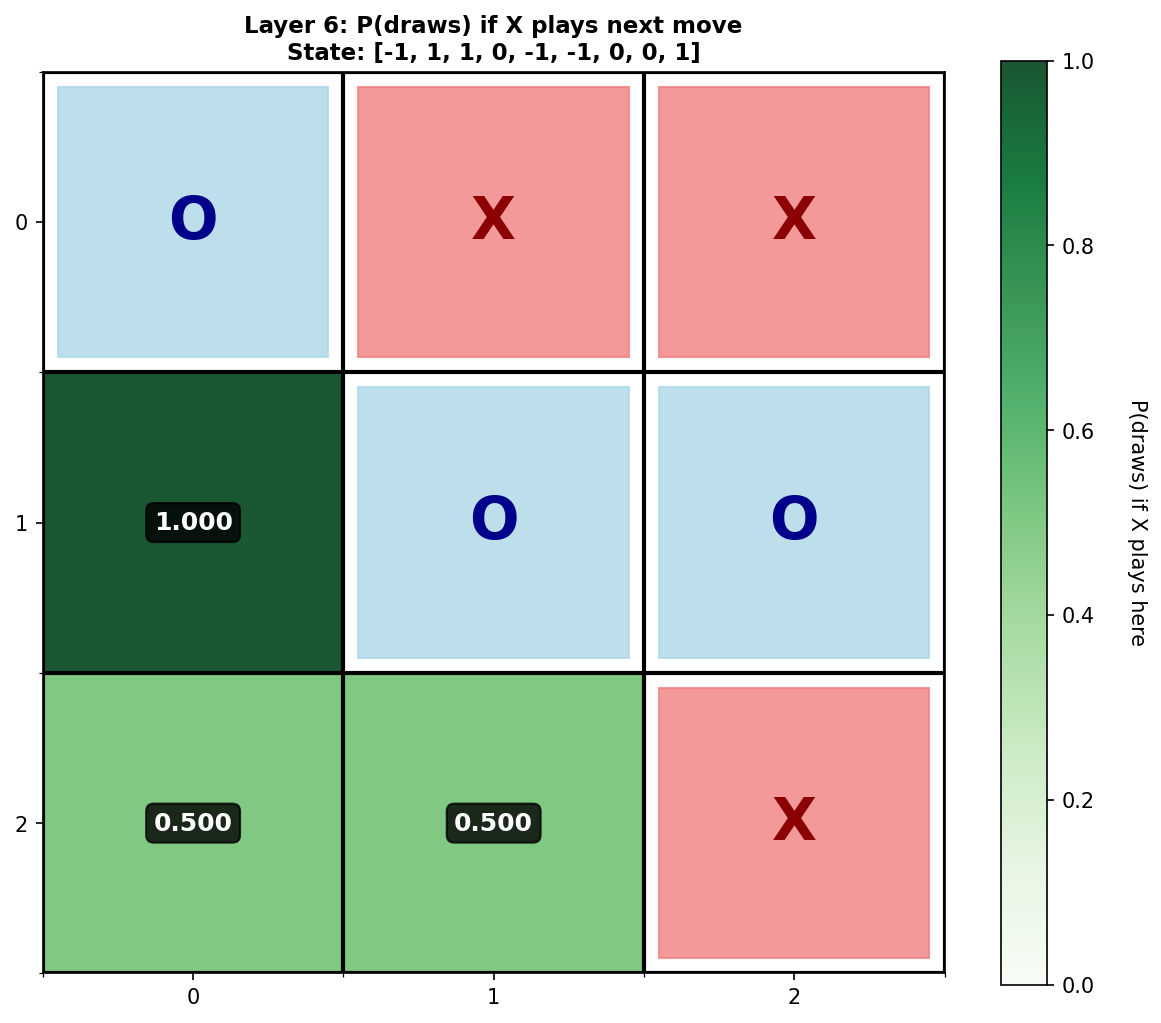 Layer 6: P(draws) if X plays next move
State: [-1, 1, 1, 0, -1, -1, 0, 0, 1]
0
O
X
X
1
1.000
O
O
2
0.500
0.500
X
0
1
2
1.0
0.8
0.6
0.4
0.2
0.0
P(draws) if X plays here